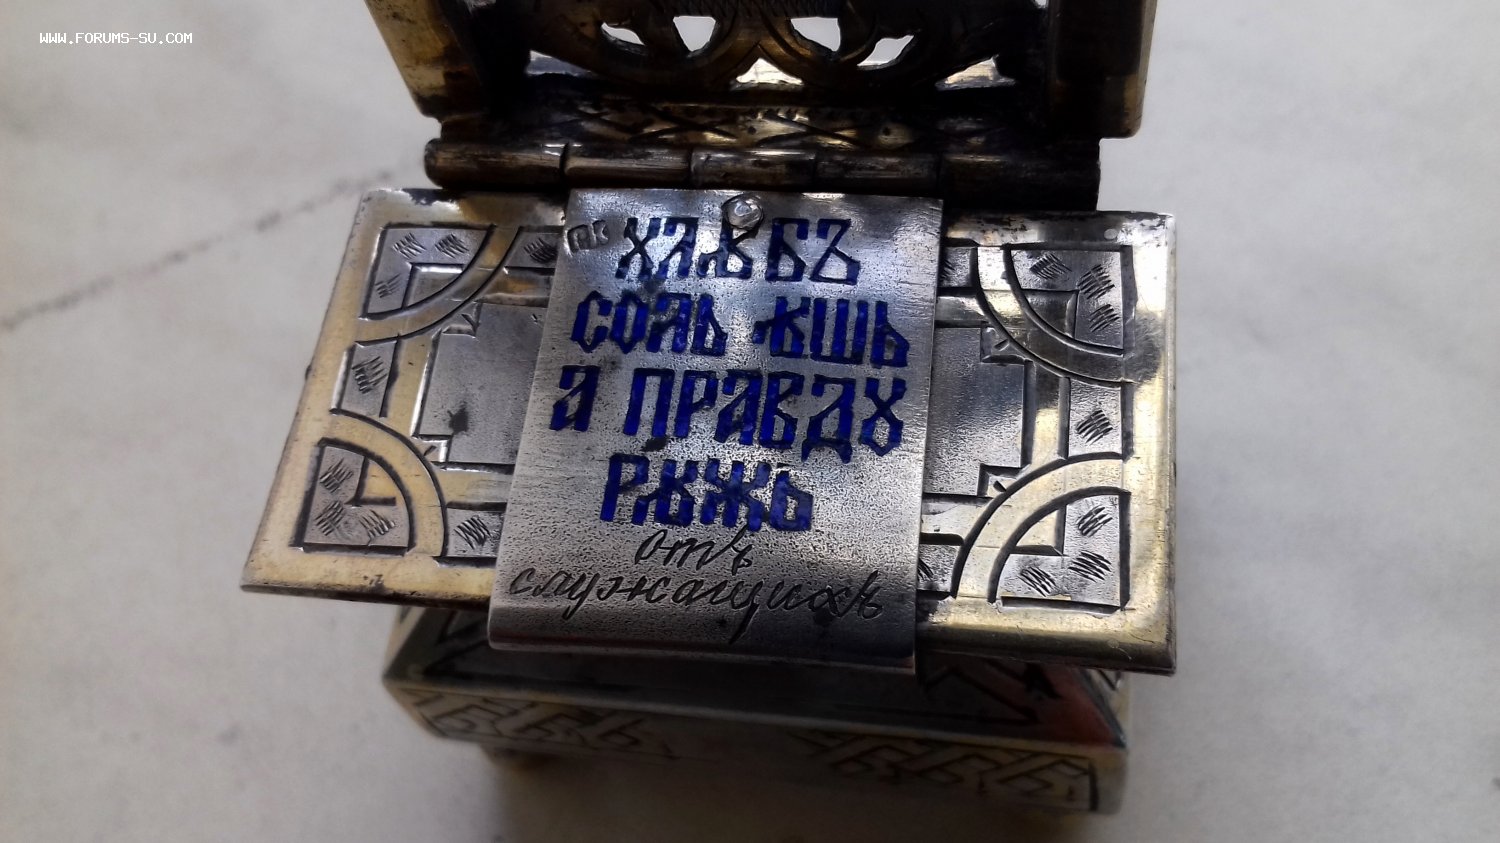 WWW.FORUMS-SU.COM
ХЛѢБЪ
СОЛЬ ѢШЬ
А ПРАВДУ
РѢЖЬ
отъ
служащихъ